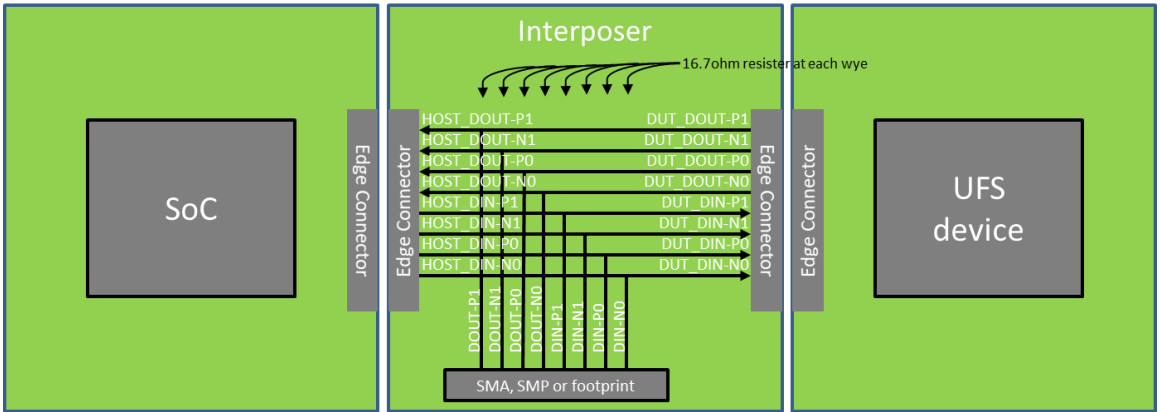 Interposer
16.7ohm resister at each wye
HOST_DOUT-P1 DUT_DOUT-P1
HOST_DOUT-N1 DUT_DOUT-N1
HOST_DOUT-P0 DUT_DOUT-P0
HOST_DOUT-N0 DUT_DOUT-N0
HOST_DIN-P1 DUT_DIN-P1
HOST_DIN-N1 DUT_DIN-N1
HOST_DIN-P0 DUT_DIN-P0
HOST_DIN-N0 DUT_DIN-N0
SoC
Edge Connector
Edge Connector
Edge Connector
Edge Connector
UFS
device
DOUT-P1
DOUT-N1
DOUT-P0
DOUT-N0
DIN-P1
DIN-N1
DIN-P0
DIN-N0
SMA, SMP or footprint